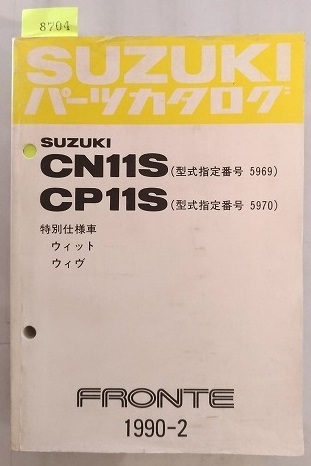 8704
SUZUKI
パーツカタログ
SUZUKI
CN11S (型式指定番号 5969)
CP11S (型式指定番号 5970)
特別仕様車
ウィット
ウィヴ
FRONTE
1990-2